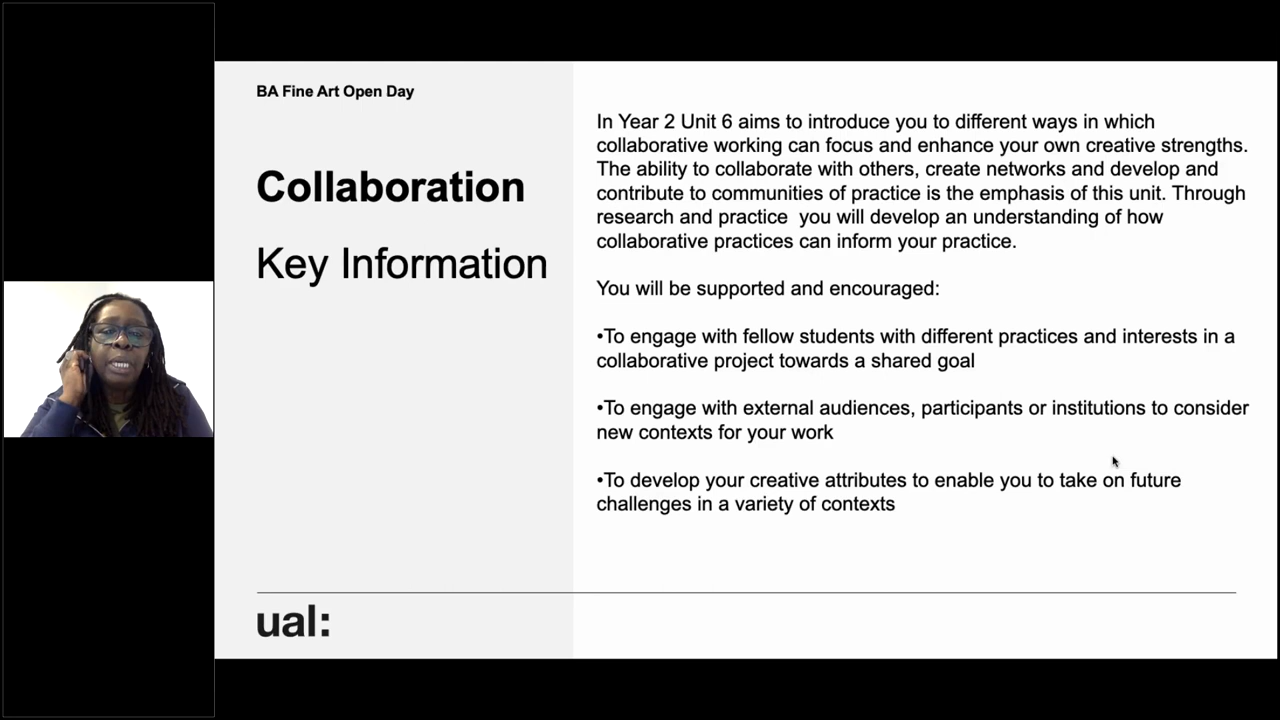 BA Fine Art Open Day
Collaboration
Key Information
In Year 2 Unit 6 aims to introduce you to different ways in which
collaborative working can focus and enhance your own creative strengths.
The ability to collaborate with others, create networks and develop and
contribute to communities of practice is the emphasis of this unit. Through
research and practice  you will develop an understanding of how
collaborative practices can inform your practice.
You will be supported and encouraged:
•To engage with fellow students with different practices and interests in a
collaborative project towards a shared goal
•To engage with external audiences, participants or institutions to consider
new contexts for your work
•To develop your creative attributes to enable you to take on future
challenges in a variety of contexts
ual: